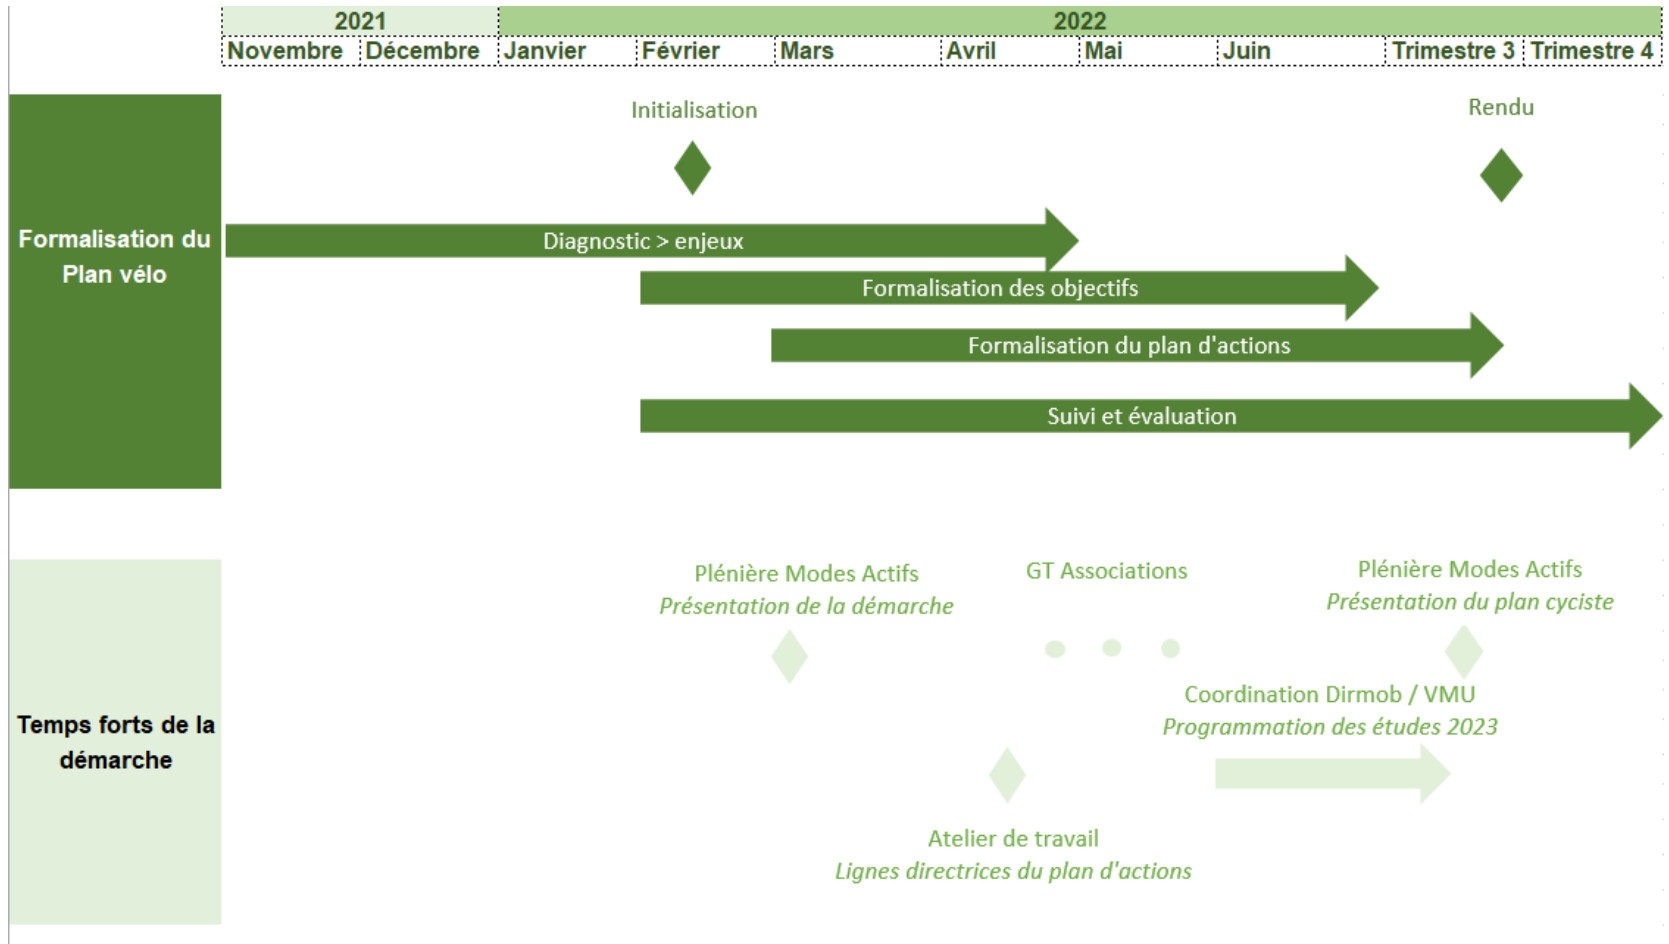 2021
2022
Novembre
Décembre
Janvier
Février
Mars
Avril
Mai
Juin
Trimestre 3
Trimestre 4
Formalisation du
Plan vélo
Initialisation
Rendu
Diagnostic > enjeux
Formalisation des objectifs
Formalisation du plan d'actions
Suivi et évaluation
Temps forts de la
démarche
Plénière Modes Actifs
Présentation de la démarche
GT Associations
Plénière Modes Actifs
Présentation du plan cyciste
Coordination Dirmob / VMU
Programmation des études 2023
Atelier de travail
Lignes directrices du plan d'actions